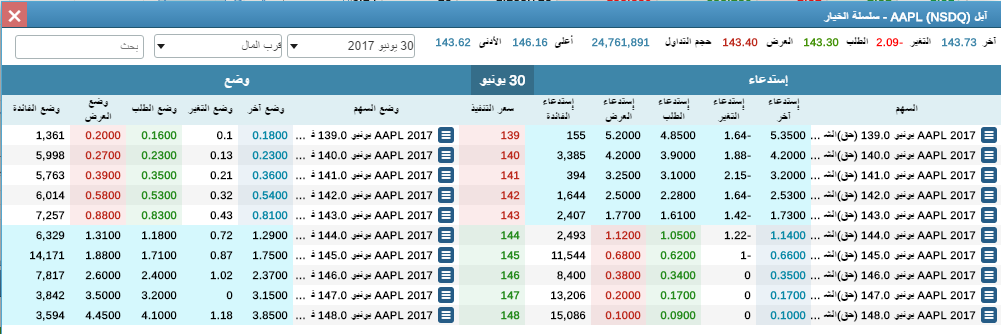 آبل AAPL (NSDQ) - سلسلة الخيار
آخر 143.73 التغير -2.09 الطلب 143.30 العرض 143.40 حجم التداول 24,761,891 أعلى 146.16 الأدنى 143.62 30 يونيو 2017 قرب المال بحث
إستدعاء 30 يونيو وضع
السهم إستدعاء آخر إستدعاء التغير إستدعاء الطلب إستدعاء العرض إستدعاء الفائدة سعر التنفيذ وضع السهم وضع آخر وضع التغير وضع الطلب وضع العرض وضع الفائدة
AAPL 2017 يونيو 139.0 (حق)الش ... 5.3500 -1.64 4.8500 5.2000 155 139 AAPL 2017 يونيو 139.0 ف ... 0.1800 0.1 0.1600 0.2000 1,361
AAPL 2017 يونيو 140.0 (حق)الش ... 4.2000 -1.88 3.9000 4.2000 3,385 140 AAPL 2017 يونيو 140.0 ف ... 0.2300 0.13 0.2300 0.2700 5,998
AAPL 2017 يونيو 141.0 (حق)الش ... 3.2000 -2.15 3.1000 3.2500 394 141 AAPL 2017 يونيو 141.0 ف ... 0.3600 0.21 0.3500 0.3900 5,763
AAPL 2017 يونيو 142.0 (حق)الش ... 2.5300 -1.64 2.2800 2.5000 1,644 142 AAPL 2017 يونيو 142.0 ف ... 0.5400 0.32 0.5300 0.5800 6,014
AAPL 2017 يونيو 143.0 (حق)الش ... 1.7300 -1.42 1.6100 1.7700 2,407 143 AAPL 2017 يونيو 143.0 ف ... 0.8100 0.43 0.8300 0.8800 7,257
AAPL 2017 يونيو 144.0 (حق)الش ... 1.1400 -1.22 1.0500 1.1200 2,493 144 AAPL 2017 يونيو 144.0 ف ... 1.2900 0.72 1.1800 1.3100 6,329
AAPL 2017 يونيو 145.0 (حق)الش ... 0.6600 -1 0.6200 0.6800 11,544 145 AAPL 2017 يونيو 145.0 ف ... 1.7500 0.87 1.7100 1.8800 14,171
AAPL 2017 يونيو 146.0 (حق)الش ... 0.3500 0 0.3400 0.3800 8,400 146 AAPL 2017 يونيو 146.0 ف ... 2.3700 1.02 2.4000 2.6000 7,817
AAPL 2017 يونيو 147.0 (حق)الش ... 0.1700 0 0.1700 0.2000 13,206 147 AAPL 2017 يونيو 147.0 ف ... 3.1500 0 3.2000 3.5000 3,842
AAPL 2017 يونيو 148.0 (حق)الش ... 0.1000 0 0.0900 0.1000 15,086 148 AAPL 2017 يونيو 148.0 ف ... 3.8500 1.18 4.1000 4.4500 3,594